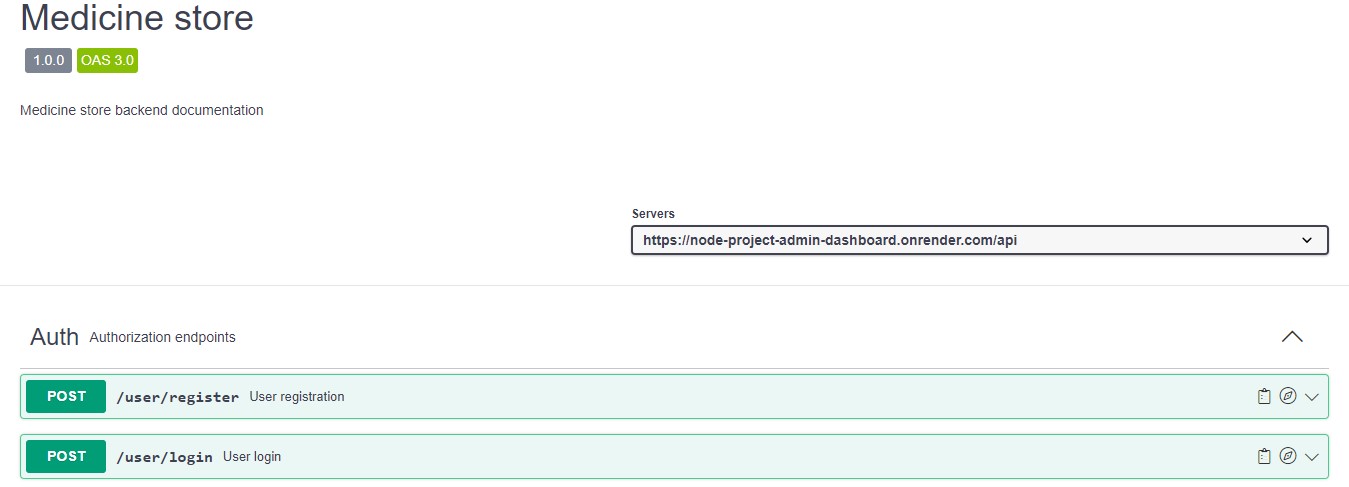 Medicine store
1.0.0 OAS 3.0
Medicine store backend documentation
Servers
https://node-project-admin-dashboard.onrender.com/api
Auth Authorization endpoints
POST /user/register User registration
POST /user/login User login